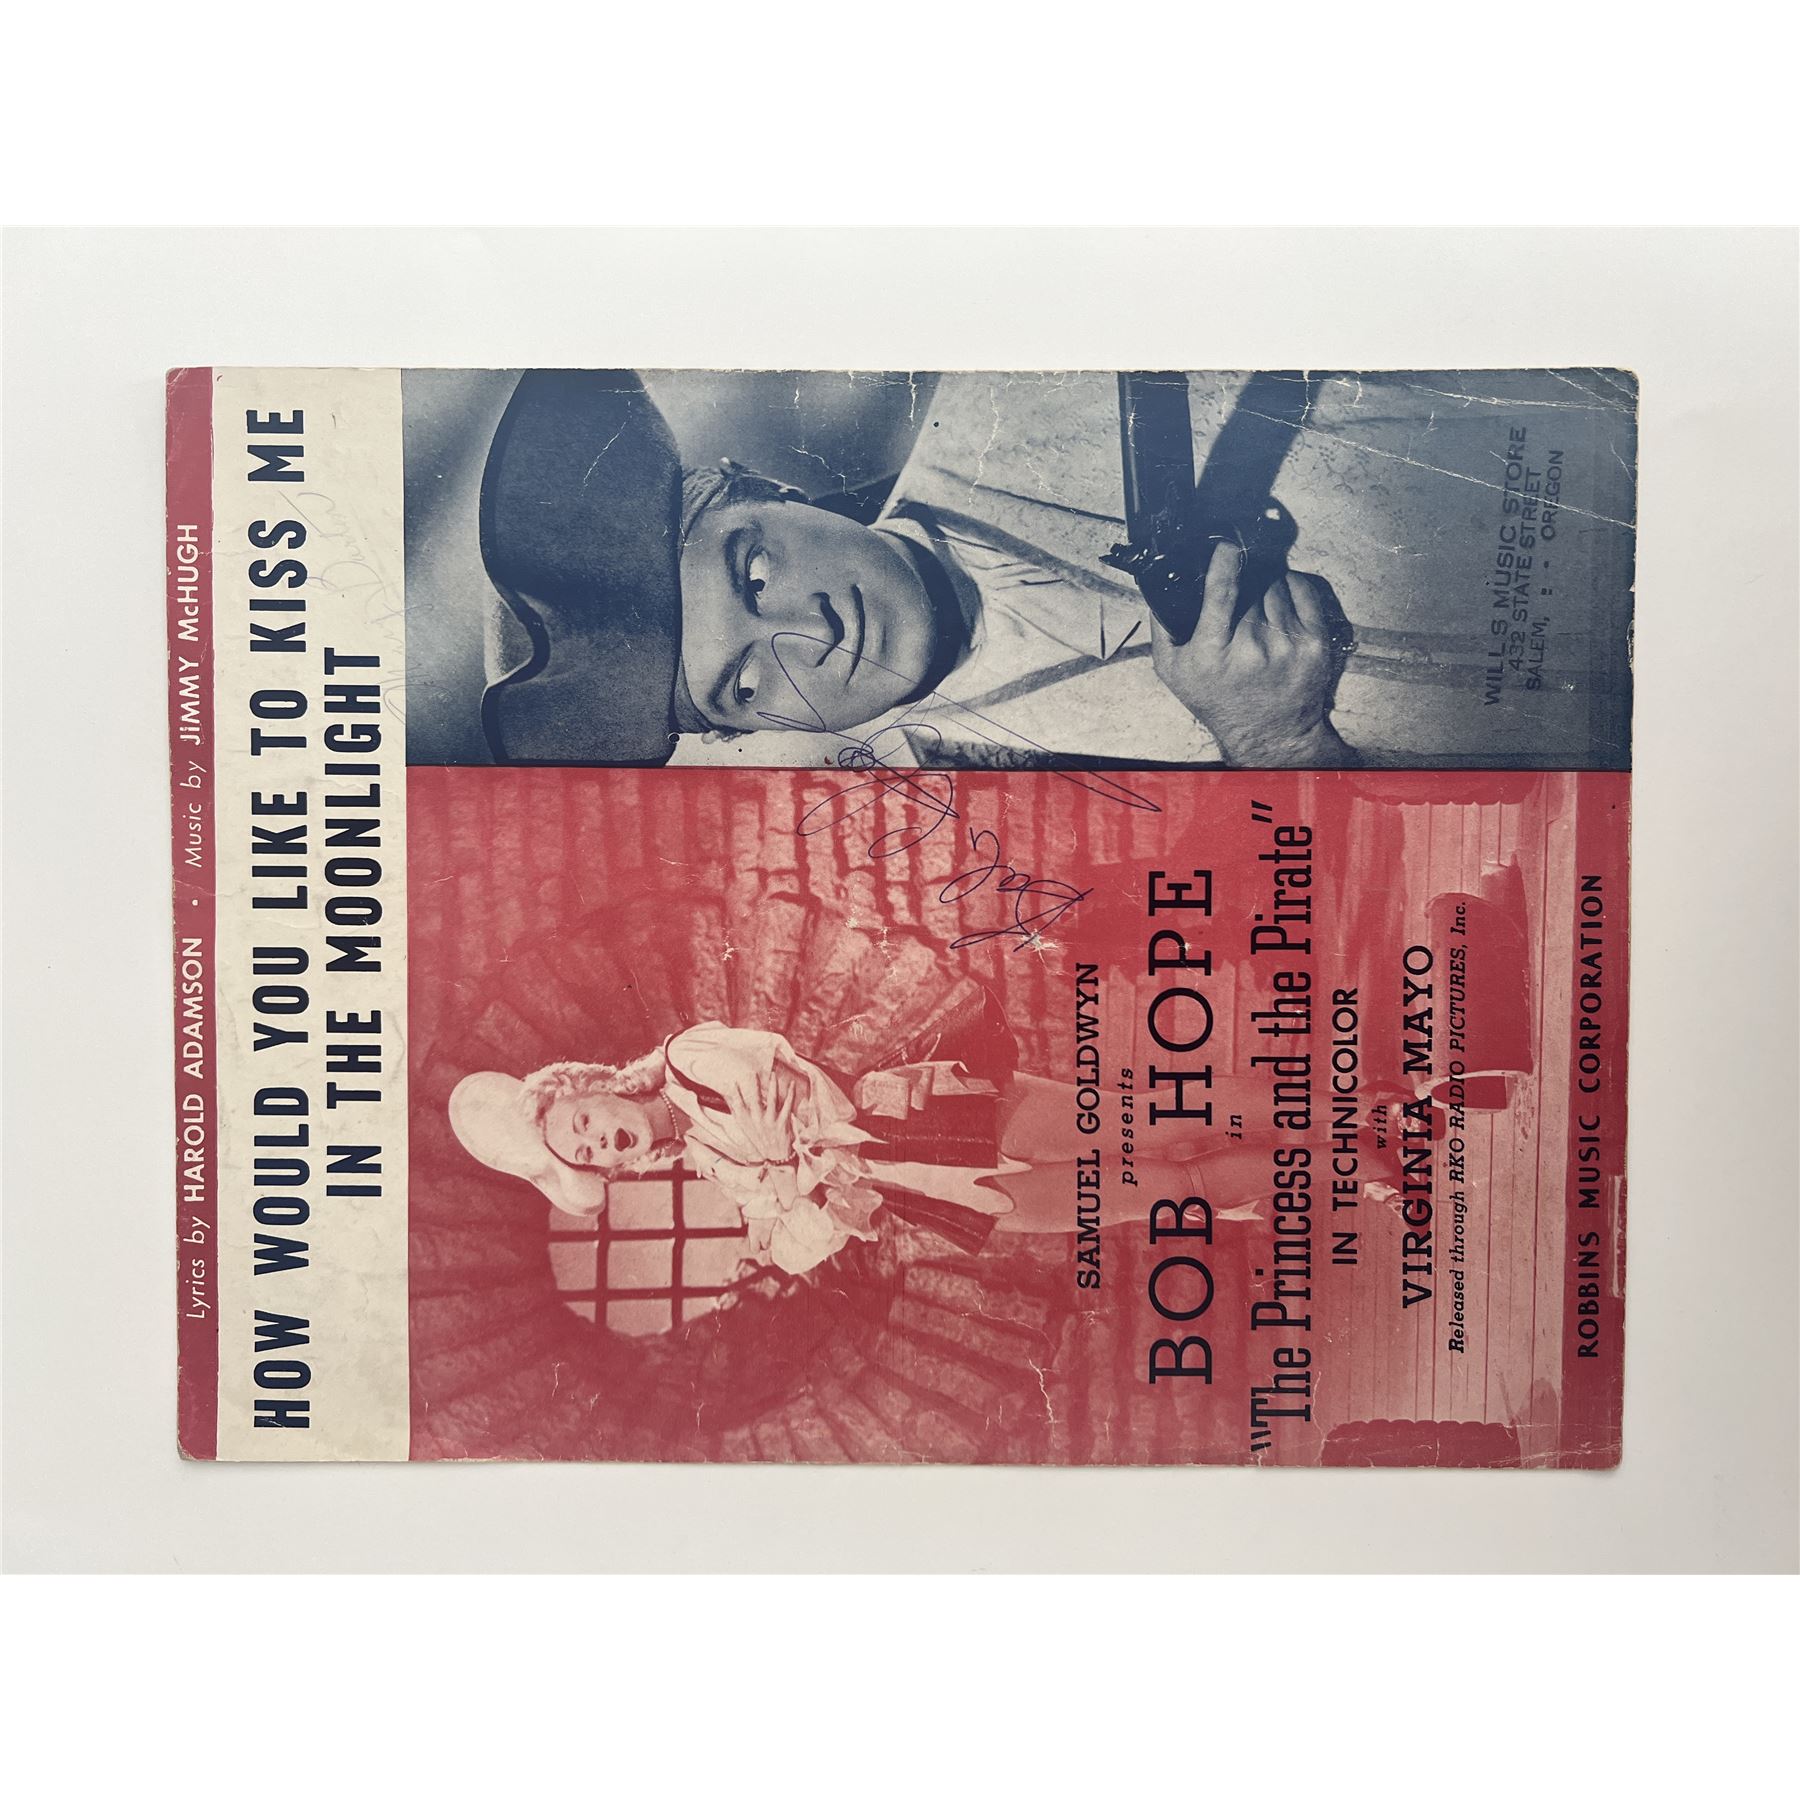 Lyrics by HAROLD ADAMSON • Music by JIMMY McHUGH
HOW WOULD YOU LIKE TO KISS ME
IN THE MOONLIGHT
SAMUEL GOLDWYN
presents
BOB HOPE
in
"The Princess and the Pirate"
IN TECHNICOLOR
with
VIRGINIA MAYO
Released through RKO RADIO PICTURES, Inc.
WILLS MUSIC STORE
432 STATE STREET
SALEM, :-: OREGON
ROBBINS MUSIC CORPORATION